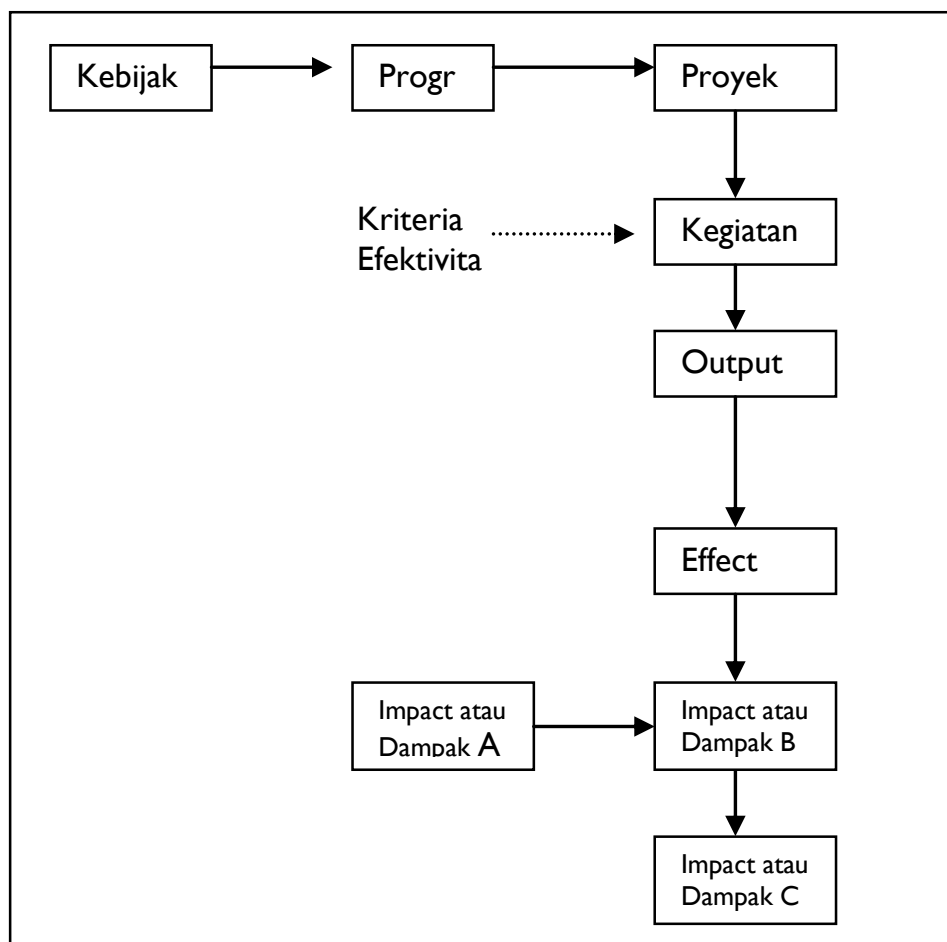 Kebijak
Progr
Proyek
Kriteria
Efektivita
Kegiatan
Output
Effect
Impact atau
Dampak A
Impact atau
Dampak B
Impact atau
Dampak C